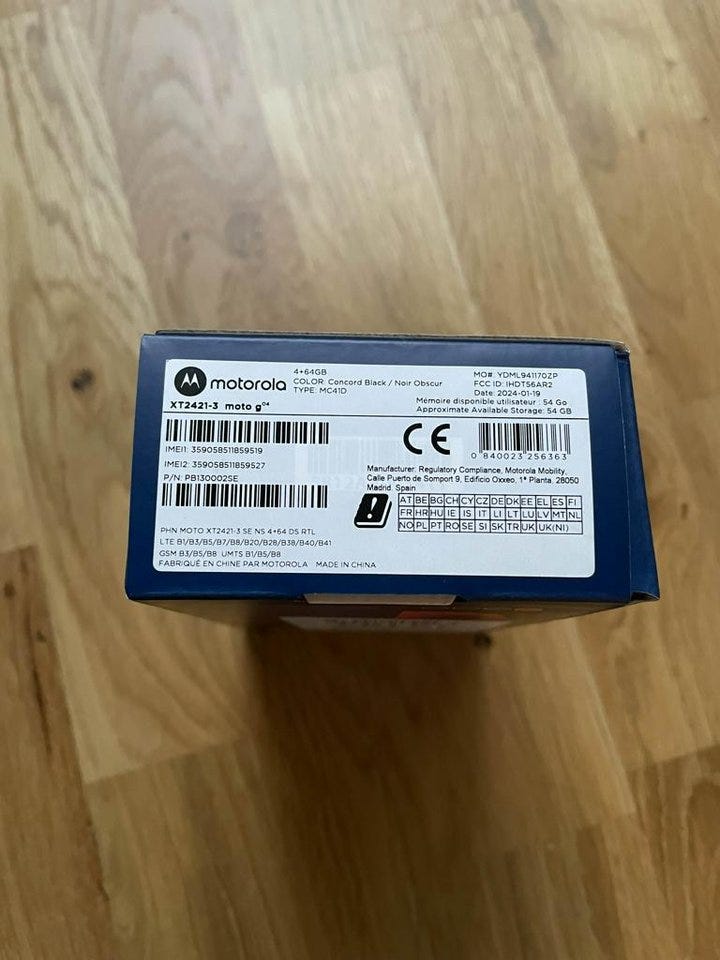 motorola
4+64GB
COLOR: Concord Black / Noir Obscur
TYPE: MC41D
MO#: YDML941170ZP
FCC ID: IHDT56AR2
Date: 2024-01-19
Mémoire disponible utilisateur : 54 Go
Approximate Available Storage: 54 GB
XT2421-3 moto g04
IMEI1: 359058511859519
IMEI2: 359058511859527
P/N: PB130002SE
CE
0 840023 256363
Manufacturer: Regulatory Compliance, Motorola Mobility.
Calle Puerto de Somport 9, Edificio Oxxeo, 1ª Planta. 28050
Madrid. Spain
AT BE BG CH CY CZ DE DK EE EL ES FI
FR HR HU IE IS IT LI LT LU LV MT NL
NO PL PT RO SE SI SK TR UK UK(NI)
PHN MOTO XT2421-3 SE NS 4+64 DS RTL
LTE B1/B3/B5/B7/B8/B20/B28/B38/B40/B41
GSM B3/B5/B8 UMTS B1/B5/B8
FABRIQUÉ EN CHINE PAR MOTOROLA MADE IN CHINA